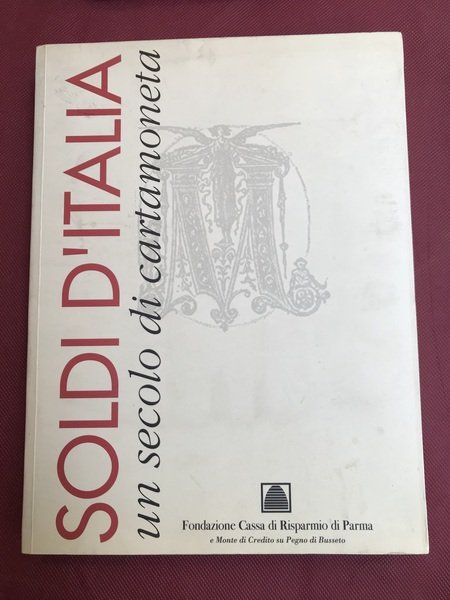 SOLDI D'ITALIA
un secolo di cartamoneta
Fondazione Cassa di Risparmio di Parma
e Monte di Credito su Pegno di Busseto